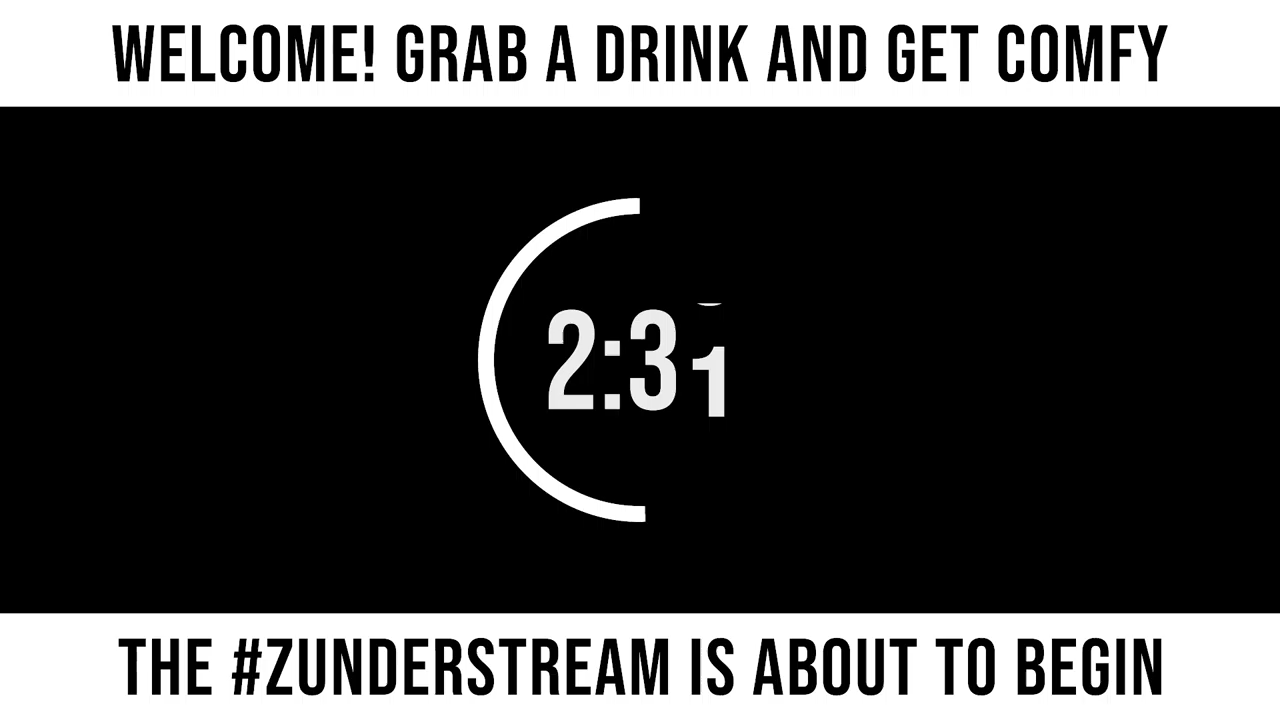 WELCOME! GRAB A DRINK AND GET COMFY
2:31
THE #ZUNDERSTREAM IS ABOUT TO BEGIN